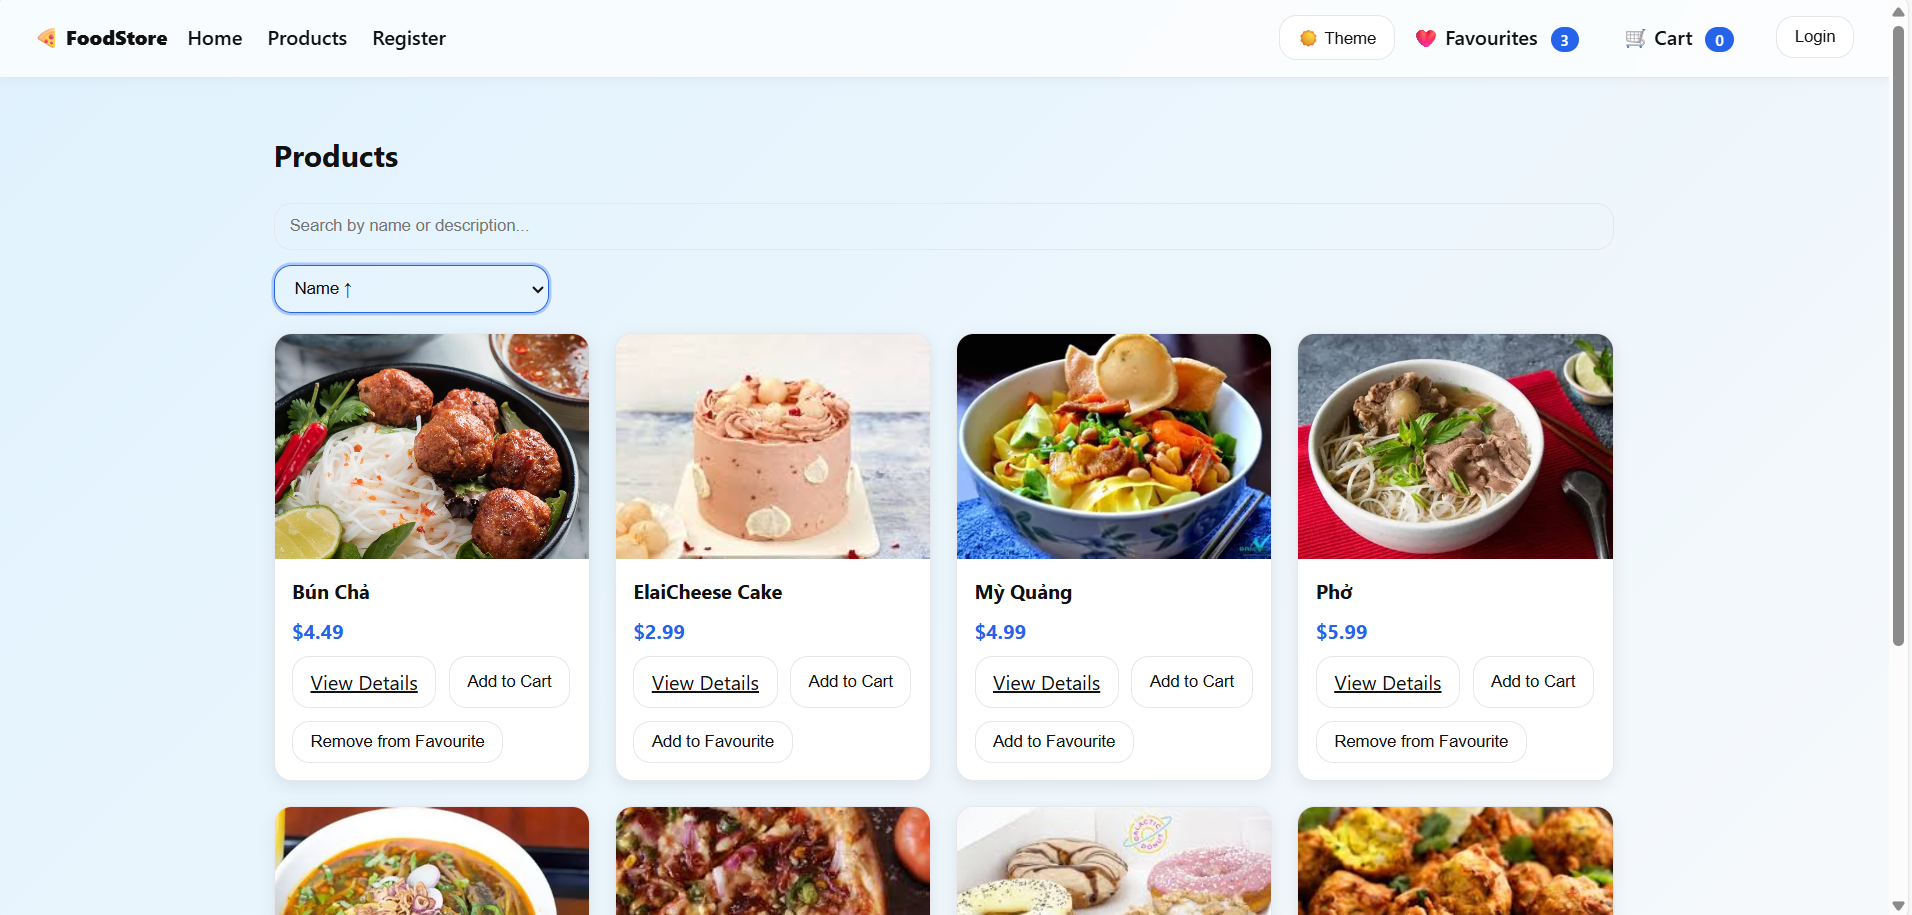 FoodStore Home Products Register Theme Favourites 3 Cart 0 Login
Products
Search by name or description...
Name ↑
Bún Chả
$4.49
View Details Add to Cart
Remove from Favourite
ElaiCheese Cake
$2.99
View Details Add to Cart
Add to Favourite
Mỳ Quảng
$4.99
View Details Add to Cart
Add to Favourite
Phở
$5.99
View Details Add to Cart
Remove from Favourite
GALACTIC
DONUTS